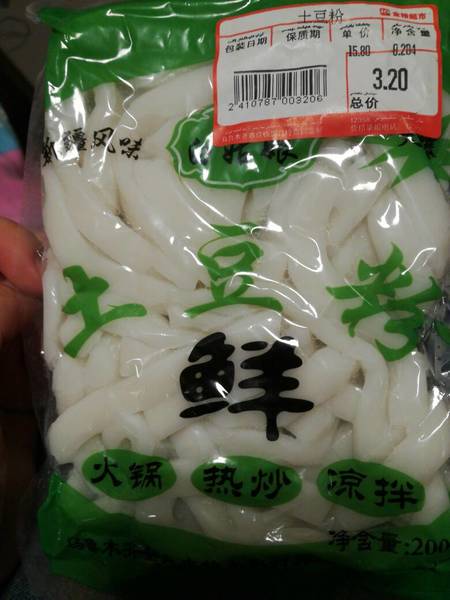 土豆粉
包装日期 保质期 单价 净含量
15.80 0.204
3.20
总价
2410787003206
12358
新疆风味
土豆粉
鲜
火锅 热炒 凉拌
净含量:200